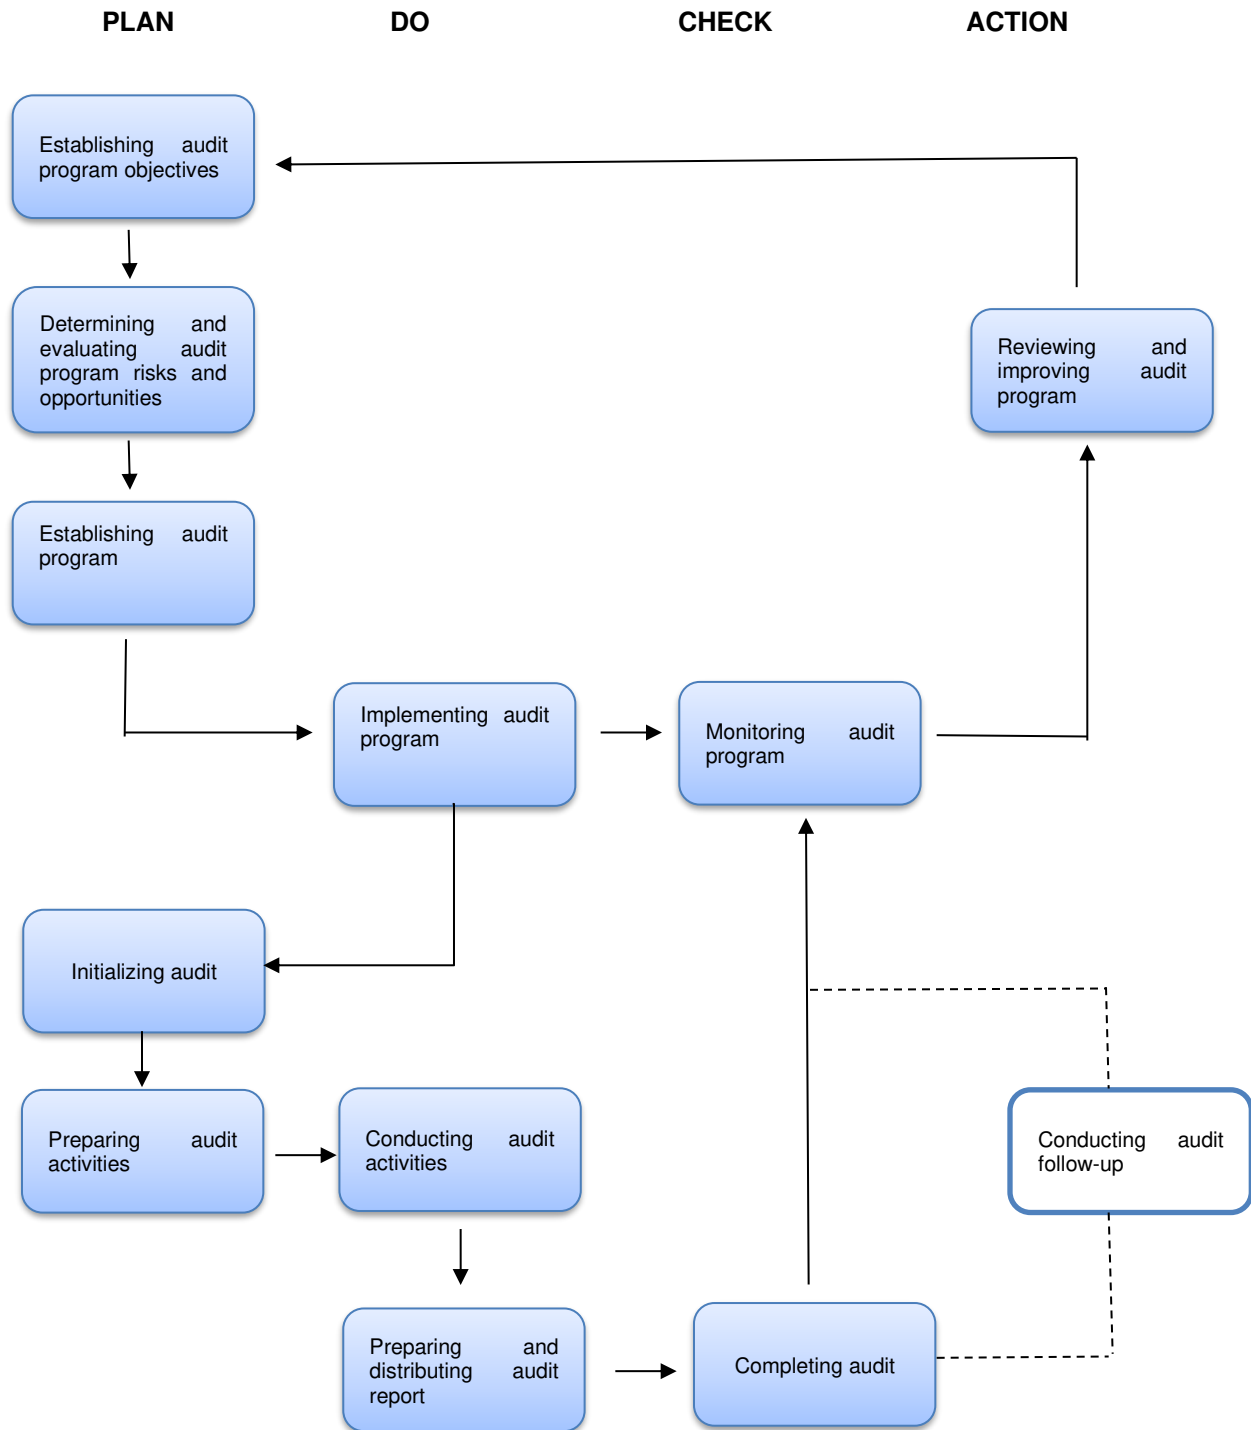 PLAN DO CHECK ACTION
Establishing audit
program objectives
Determining and
evaluating audit
program risks and
opportunities
Reviewing and
improving audit
program
Establishing audit
program
Implementing audit
program
Monitoring audit
program
Initializing audit
Preparing audit
activities
Conducting audit
activities
Conducting audit
follow-up
Preparing and
distributing audit
report
Completing audit